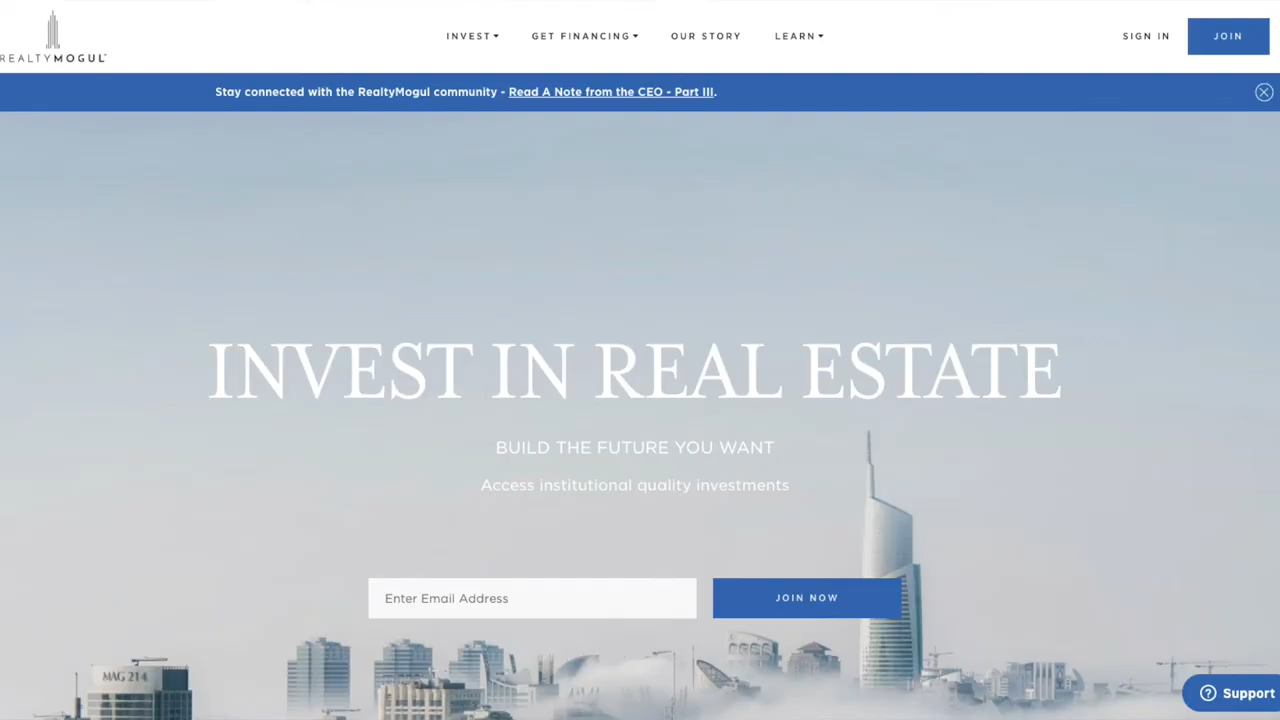 INVEST GET FINANCING OUR STORY LEARN SIGN IN JOIN
REALTYMOGUL
Stay connected with the RealtyMogul community - Read A Note from the CEO - Part III.
INVEST IN REAL ESTATE
BUILD THE FUTURE YOU WANT
Access institutional quality investments
Enter Email Address JOIN NOW
MAG 214
Support